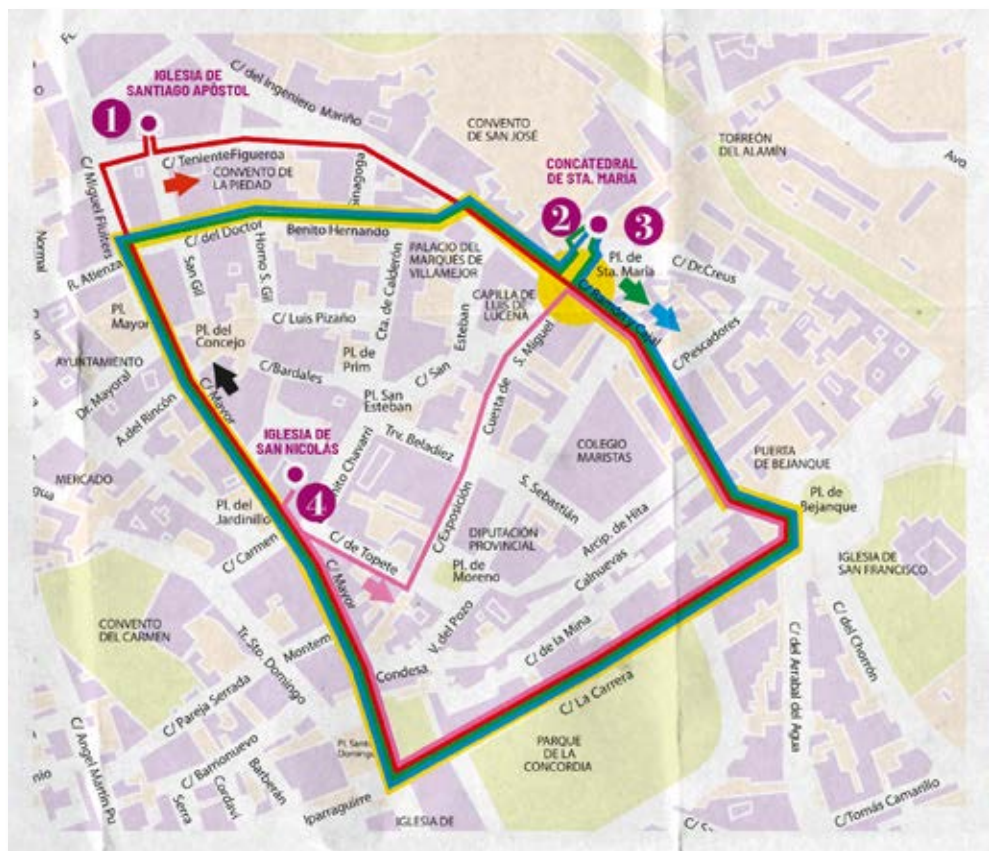 IGLESIA DE
SANTIAGO APÓSTOL
1
C/ del Ingeniero Mariño
CONVENTO
DE SAN JOSÉ
TORREÓN
DEL ALAMÍN
C/ TenienteFigueroa
CONVENTO DE
LA PIEDAD
CONCATEDRAL
DE STA. MARIA
2
3
C/ Miguel Fluiters
Normal
C/ del Doctor
Benito Hernando
PALACIO DEL
MARQUÉS DE
VILLAMEJOR
Pl. de
Sta. María
C/ Dr.Creus
R. Atienza
San Gil
Horno S. Gil
Cta. de Calderón
CAPILLA DE
LUIS DE
LUCENA
C/ Ramón y Cajal
C/Pescadores
Pl.
Mayor
Pl. del
Concejo
C/ Luis Pizaño
Esteban
S. Miguel
AYUNTAMIENTO
Pl. de
Prim
C/Bardales
C/ San
Dr. Mayoral
A.del Rincón
C/ Mayor
Pl. San
Esteban
Cuesta de
IGLESIA DE
SAN NICOLÁS
Trv. Beladiez
COLEGIO
MARISTAS
PUERTA
DE BEJANQUE
MERCADO
4
Pl. del
Jardinillo
S. Sebastián
Pl. de
Bejanque
C/Exposición
Arcip. de Hita
C/ Carmen
C/ de Topete
DIPUTACIÓN
PROVINCIAL
Calnuevas
IGLESIA DE
SAN FRANCISCO
C/ Mayor
Pl. de
Moreno
CONVENTO
DEL CARMEN
V. del Pozo
C/ de la Mina
C/ del Chorrón
Tr. Sto. Domingo
Montem
Condesa
C/ del Arrabal del Agua
C/ Pareja Serrada
C/ La Carrera
C/ Angel Martín Pu
C/ Barrionuevo
Barberán
PARQUE
DE LA
CONCORDIA
Serra
Iparraguirre
IGLESIA DE
C/Tomás Camarillo